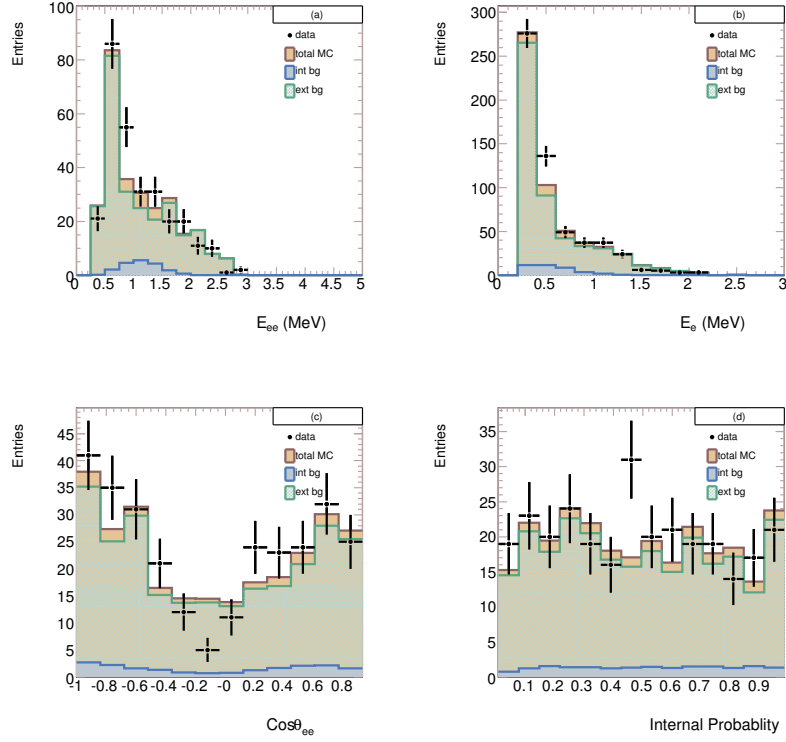 (a)
Entries
100
80
60
40
20
0
data
total MC
int bg
ext bg
0 0.5 1 1.5 2 2.5 3 3.5 4 4.5 5
E_ee (MeV)
(b)
Entries
300
250
200
150
100
50
0
data
total MC
int bg
ext bg
0 0.5 1 1.5 2 2.5 3
E_e (MeV)
(c)
Entries
45
40
35
30
25
20
15
10
5
0
data
total MC
int bg
ext bg
-1 -0.8 -0.6 -0.4 -0.2 -0 0.2 0.4 0.6 0.8
Cosθ_ee
(d)
Entries
35
30
25
20
15
10
5
0
data
total MC
int bg
ext bg
0.1 0.2 0.3 0.4 0.5 0.6 0.7 0.8 0.9
Internal Probablity